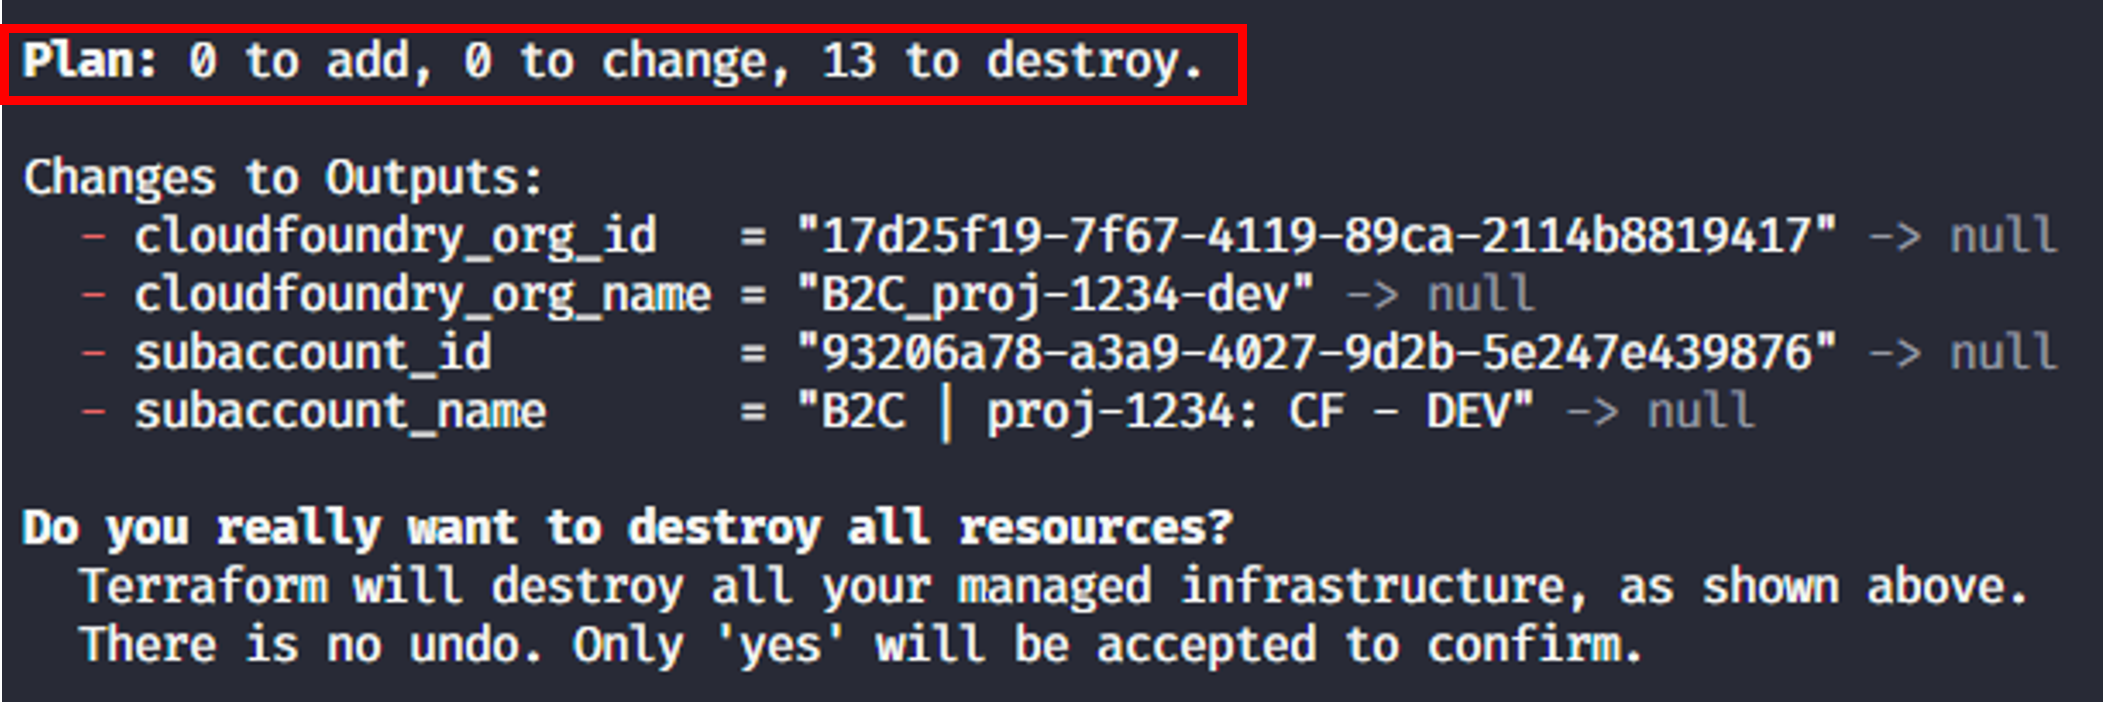 Plan: 0 to add, 0 to change, 13 to destroy.
Changes to Outputs:
- cloudfoundry_org_id   = "17d25f19-7f67-4119-89ca-2114b8819417" -> null
- cloudfoundry_org_name = "B2C_proj-1234-dev" -> null
- subaccount_id         = "93206a78-a3a9-4027-9d2b-5e247e439876" -> null
- subaccount_name       = "B2C | proj-1234: CF - DEV" -> null
Do you really want to destroy all resources?
Terraform will destroy all your managed infrastructure, as shown above.
There is no undo. Only 'yes' will be accepted to confirm.